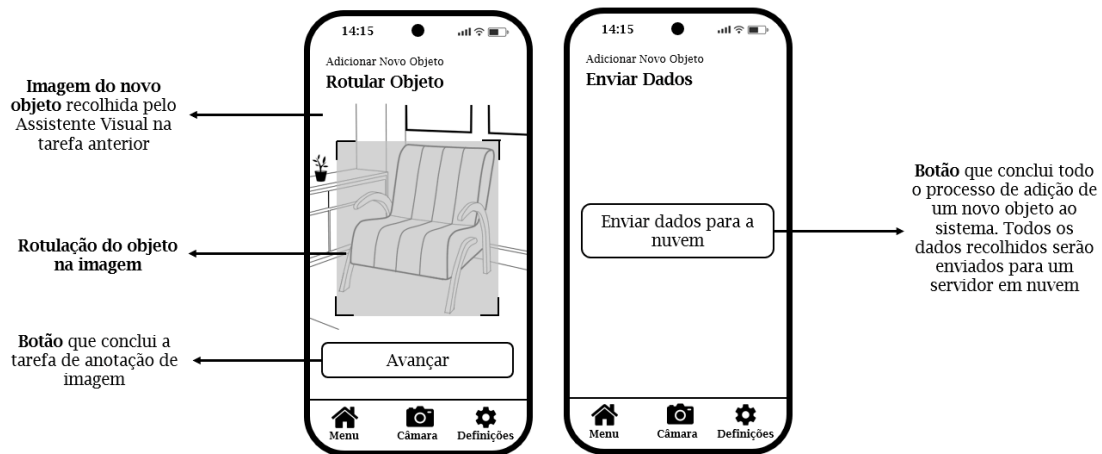 Imagem do novo
objeto recolhida pelo
Assistente Visual na
tarefa anterior
Rotulação do objeto
na imagem
Botão que conclui a
tarefa de anotação de
imagem
14:15
Adicionar Novo Objeto
Rotular Objeto
Avançar
Menu
Câmara
Definições
14:15
Adicionar Novo Objeto
Enviar Dados
Enviar dados para a
nuvem
Menu
Câmara
Definições
Botão que conclui todo
o processo de adição de
um novo objeto ao
sistema. Todos os
dados recolhidos serão
enviados para um
servidor em nuvem